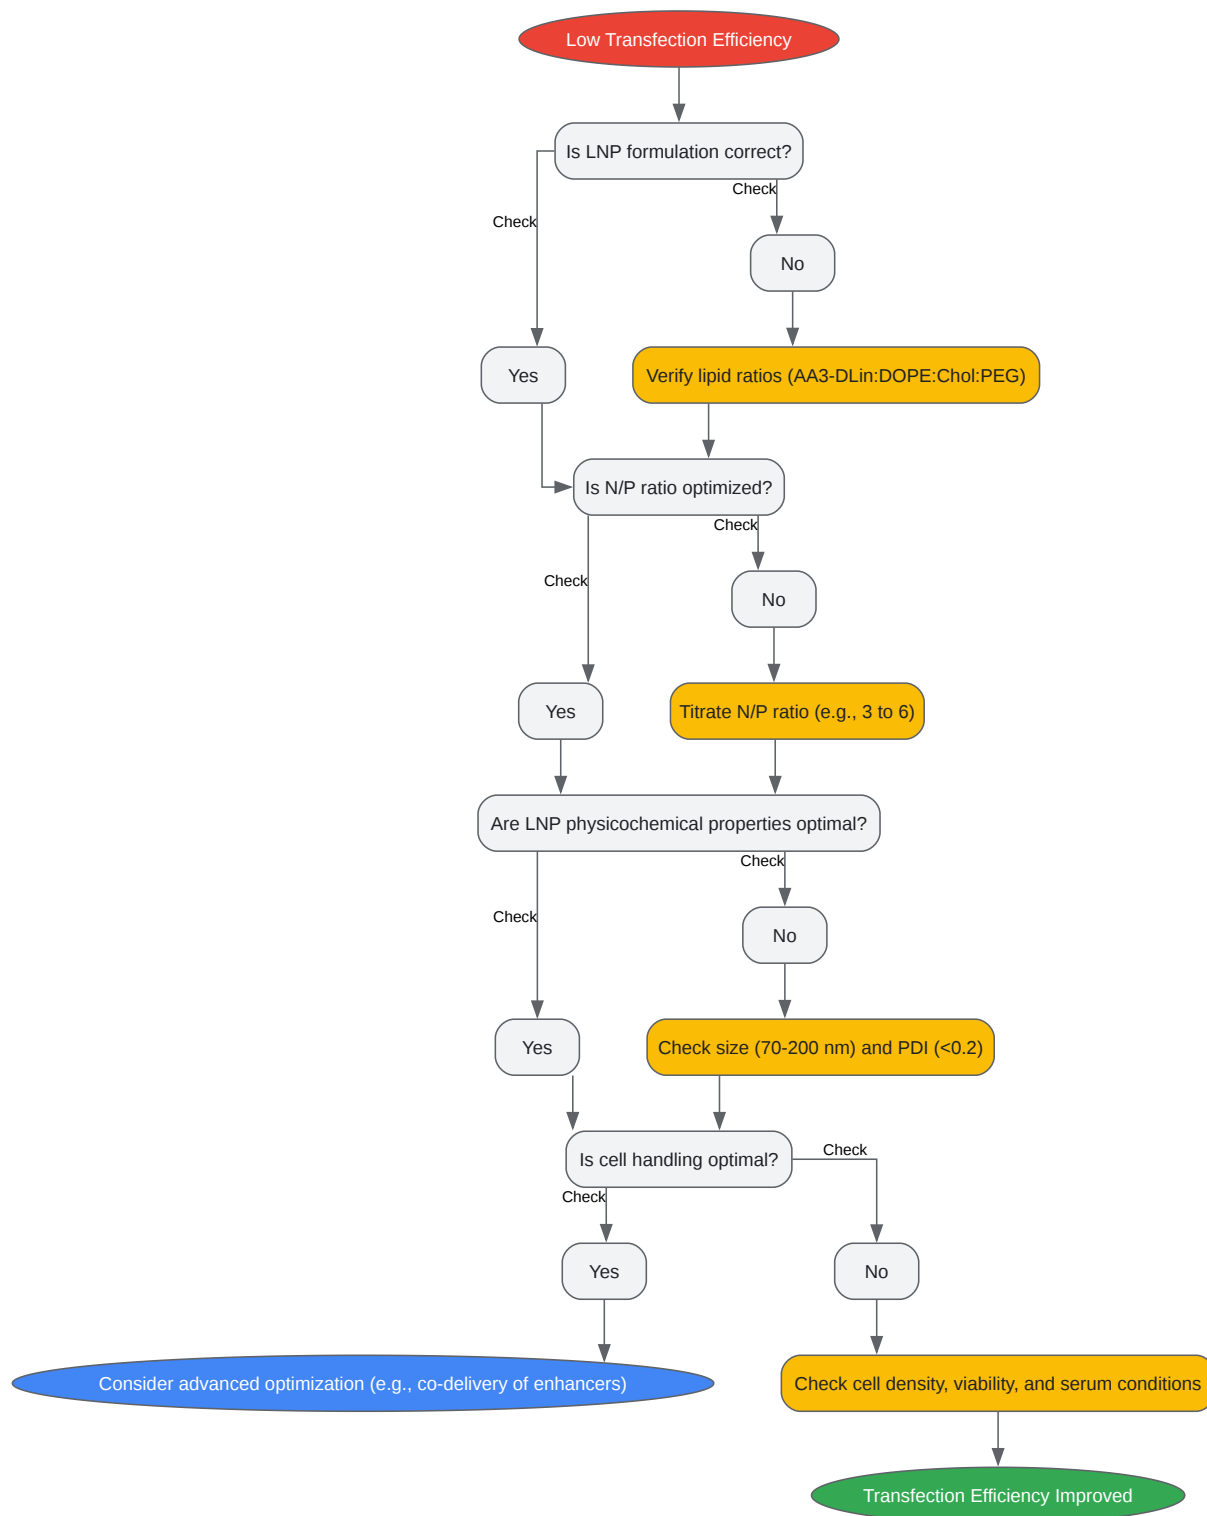 Low Transfection Efficiency
Is LNP formulation correct?
Check
Check
No
Yes
Verify lipid ratios (AA3-DLin:DOPE:Chol:PEG)
Is N/P ratio optimized?
Check
Check
No
Yes
Titrate N/P ratio (e.g., 3 to 6)
Are LNP physicochemical properties optimal?
Check
Check
No
Yes
Check size (70-200 nm) and PDI (<0.2)
Is cell handling optimal?
Check
Check
Yes
No
Consider advanced optimization (e.g., co-delivery of enhancers)
Check cell density, viability, and serum conditions
Transfection Efficiency Improved